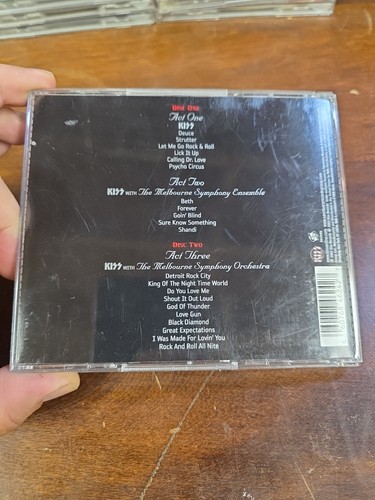 Disc One
Act One
KISS
Deuce
Strutter
Let Me Go Rock & Roll
Lick It Up
Calling Dr. Love
Psycho Circus
Act Two
KISS with The Melbourne Symphony Ensemble
Beth
Forever
Goin' Blind
Sure Know Something
Shandi
Disc Two
Act Three
KISS with The Melbourne Symphony Orchestra
Detroit Rock City
King Of The Night Time World
Do You Love Me
Shout It Out Loud
God Of Thunder
Love Gun
Black Diamond
Great Expectations
I Was Made For Lovin' You
Rock And Roll All Nite